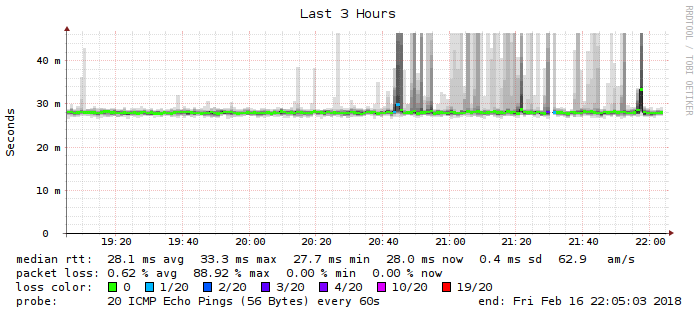 Last 3 Hours
RRDTOOL / TOBI OETIKER
Seconds
40 m
30 m
20 m
10 m
0
19:20 19:40 20:00 20:20 20:40 21:00 21:20 21:40 22:00
median rtt: 28.1 ms avg 33.3 ms max 27.7 ms min 28.0 ms now 0.4 ms sd 62.9 am/s
packet loss: 0.62 % avg 88.92 % max 0.00 % min 0.00 % now
loss color: 0 1/20 2/20 3/20 4/20 10/20 19/20
probe: 20 ICMP Echo Pings (56 Bytes) every 60s end: Fri Feb 16 22:05:03 2018